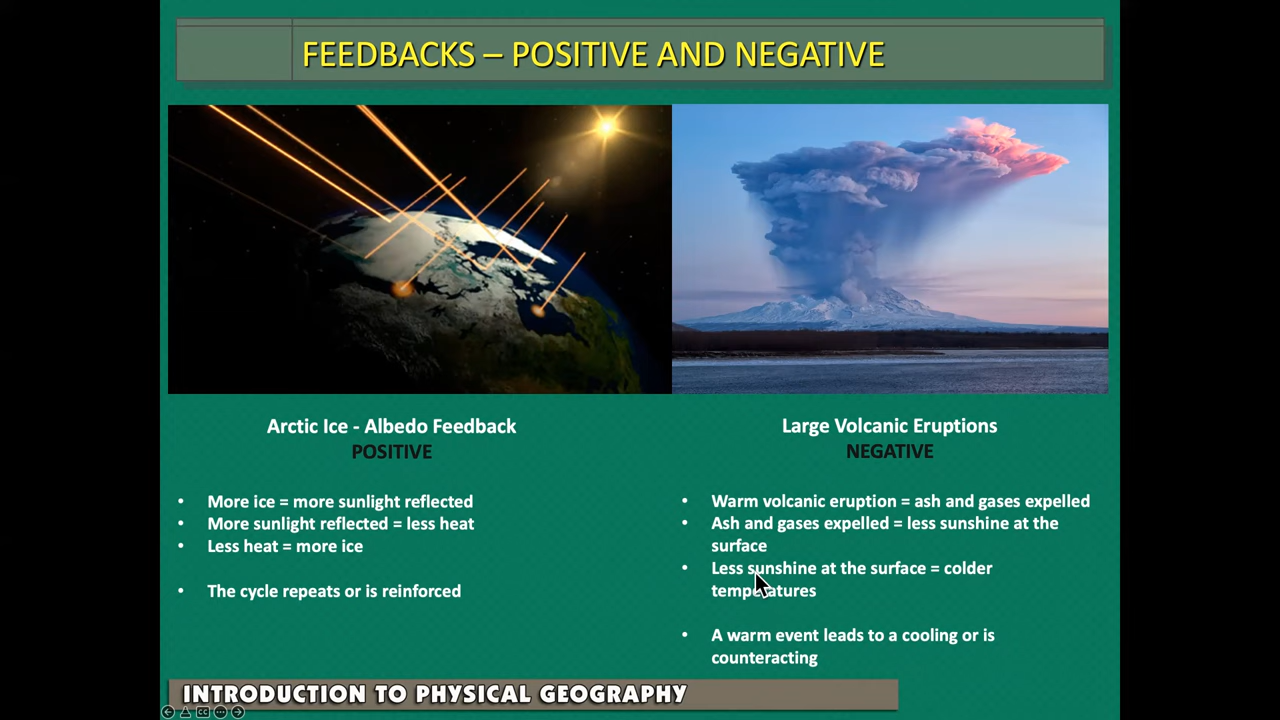 FEEDBACKS – POSITIVE AND NEGATIVE
Arctic Ice - Albedo Feedback
POSITIVE
• More ice = more sunlight reflected
• More sunlight reflected = less heat
• Less heat = more ice
• The cycle repeats or is reinforced
Large Volcanic Eruptions
NEGATIVE
• Warm volcanic eruption = ash and gases expelled
• Ash and gases expelled = less sunshine at the
surface
• Less sunshine at the surface = colder
temperatures
• A warm event leads to a cooling or is
counteracting
INTRODUCTION TO PHYSICAL GEOGRAPHY
CC